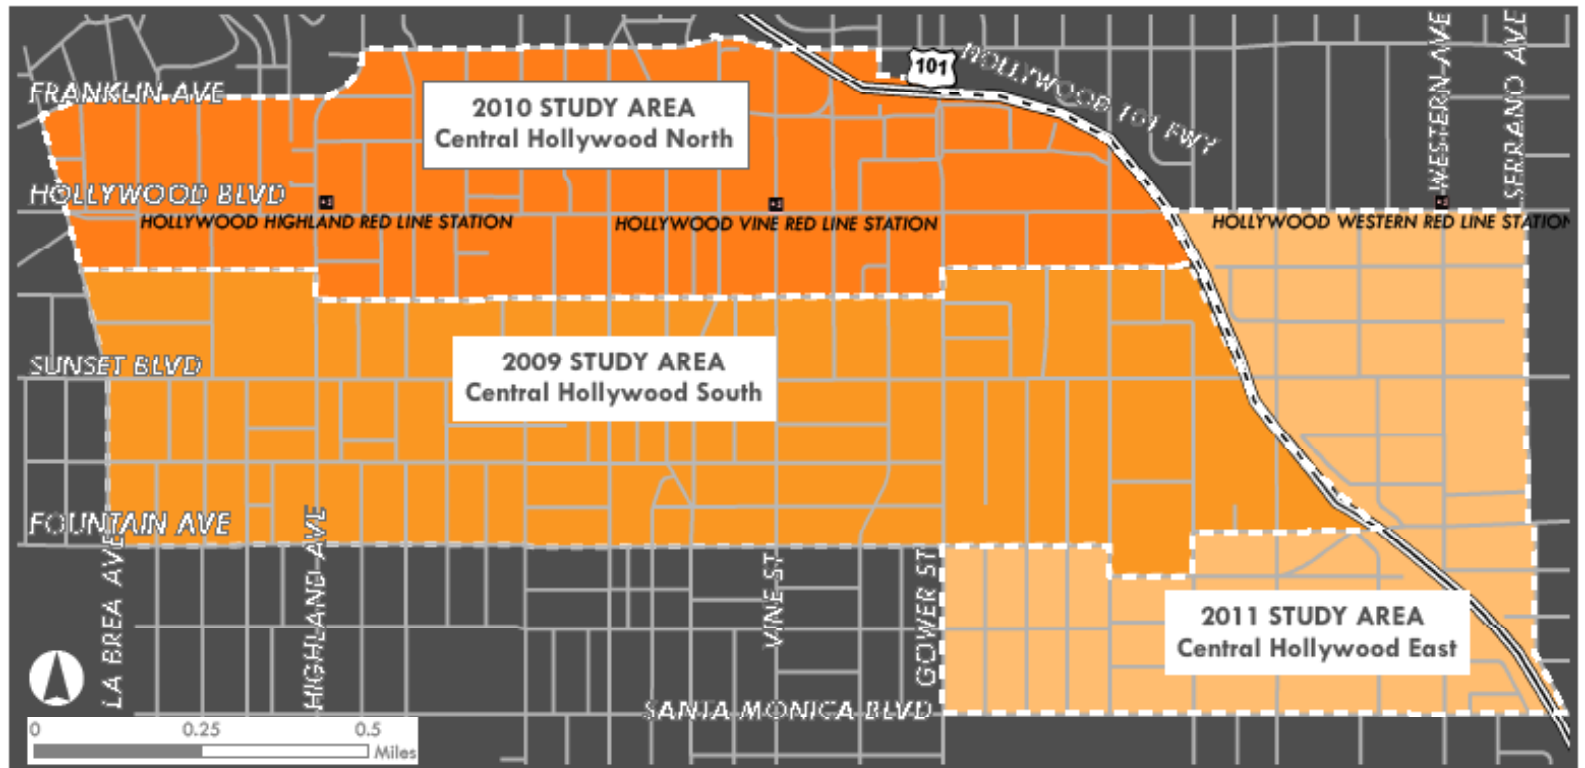 WESTERN AVE
SERRANO AVE
101
HOLLYWOOD 101 FWY
FRANKLIN AVE
2010 STUDY AREA
Central Hollywood North
HOLLYWOOD BLVD
HOLLYWOOD HIGHLAND RED LINE STATION
HOLLYWOOD VINE RED LINE STATION
HOLLYWOOD WESTERN RED LINE STATION
2009 STUDY AREA
Central Hollywood South
SUNSET BLVD
FOUNTAIN AVE
LA BREA AVE
HIGHLAND AVE
VINE ST
GOWER ST
2011 STUDY AREA
Central Hollywood East
SANTA MONICA BLVD
0 0.25 0.5
Miles